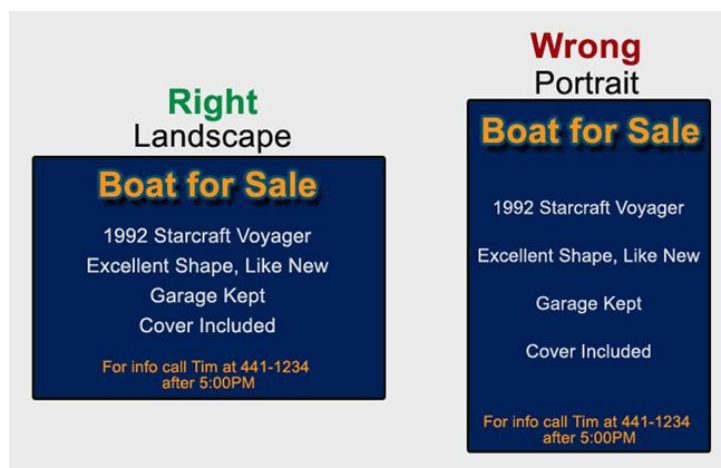 Right
Landscape
Boat for Sale
1992 Starcraft Voyager
Excellent Shape, Like New
Garage Kept
Cover Included
For info call Tim at 441-1234
after 5:00PM
Wrong
Portrait
Boat for Sale
1992 Starcraft Voyager
Excellent Shape, Like New
Garage Kept
Cover Included
For info call Tim at 441-1234
after 5:00PM